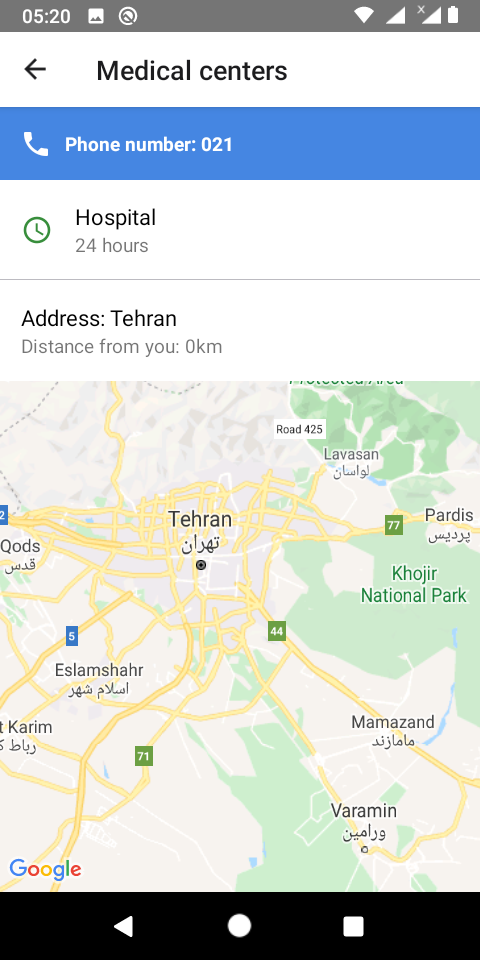 05:20
Medical centers
Phone number: 021
Hospital
24 hours
Address: Tehran
Distance from you: 0km
Protected Area
Road 425
Lavasan
لواسان
2
Tehran
تهران
77
Pardis
پردیس
Qods
قدس
Khojir
National Park
5
44
Eslamshahr
اسلام شهر
t Karim
رباط ک
Mamazand
مامازند
71
Varamin
ورامین
Google